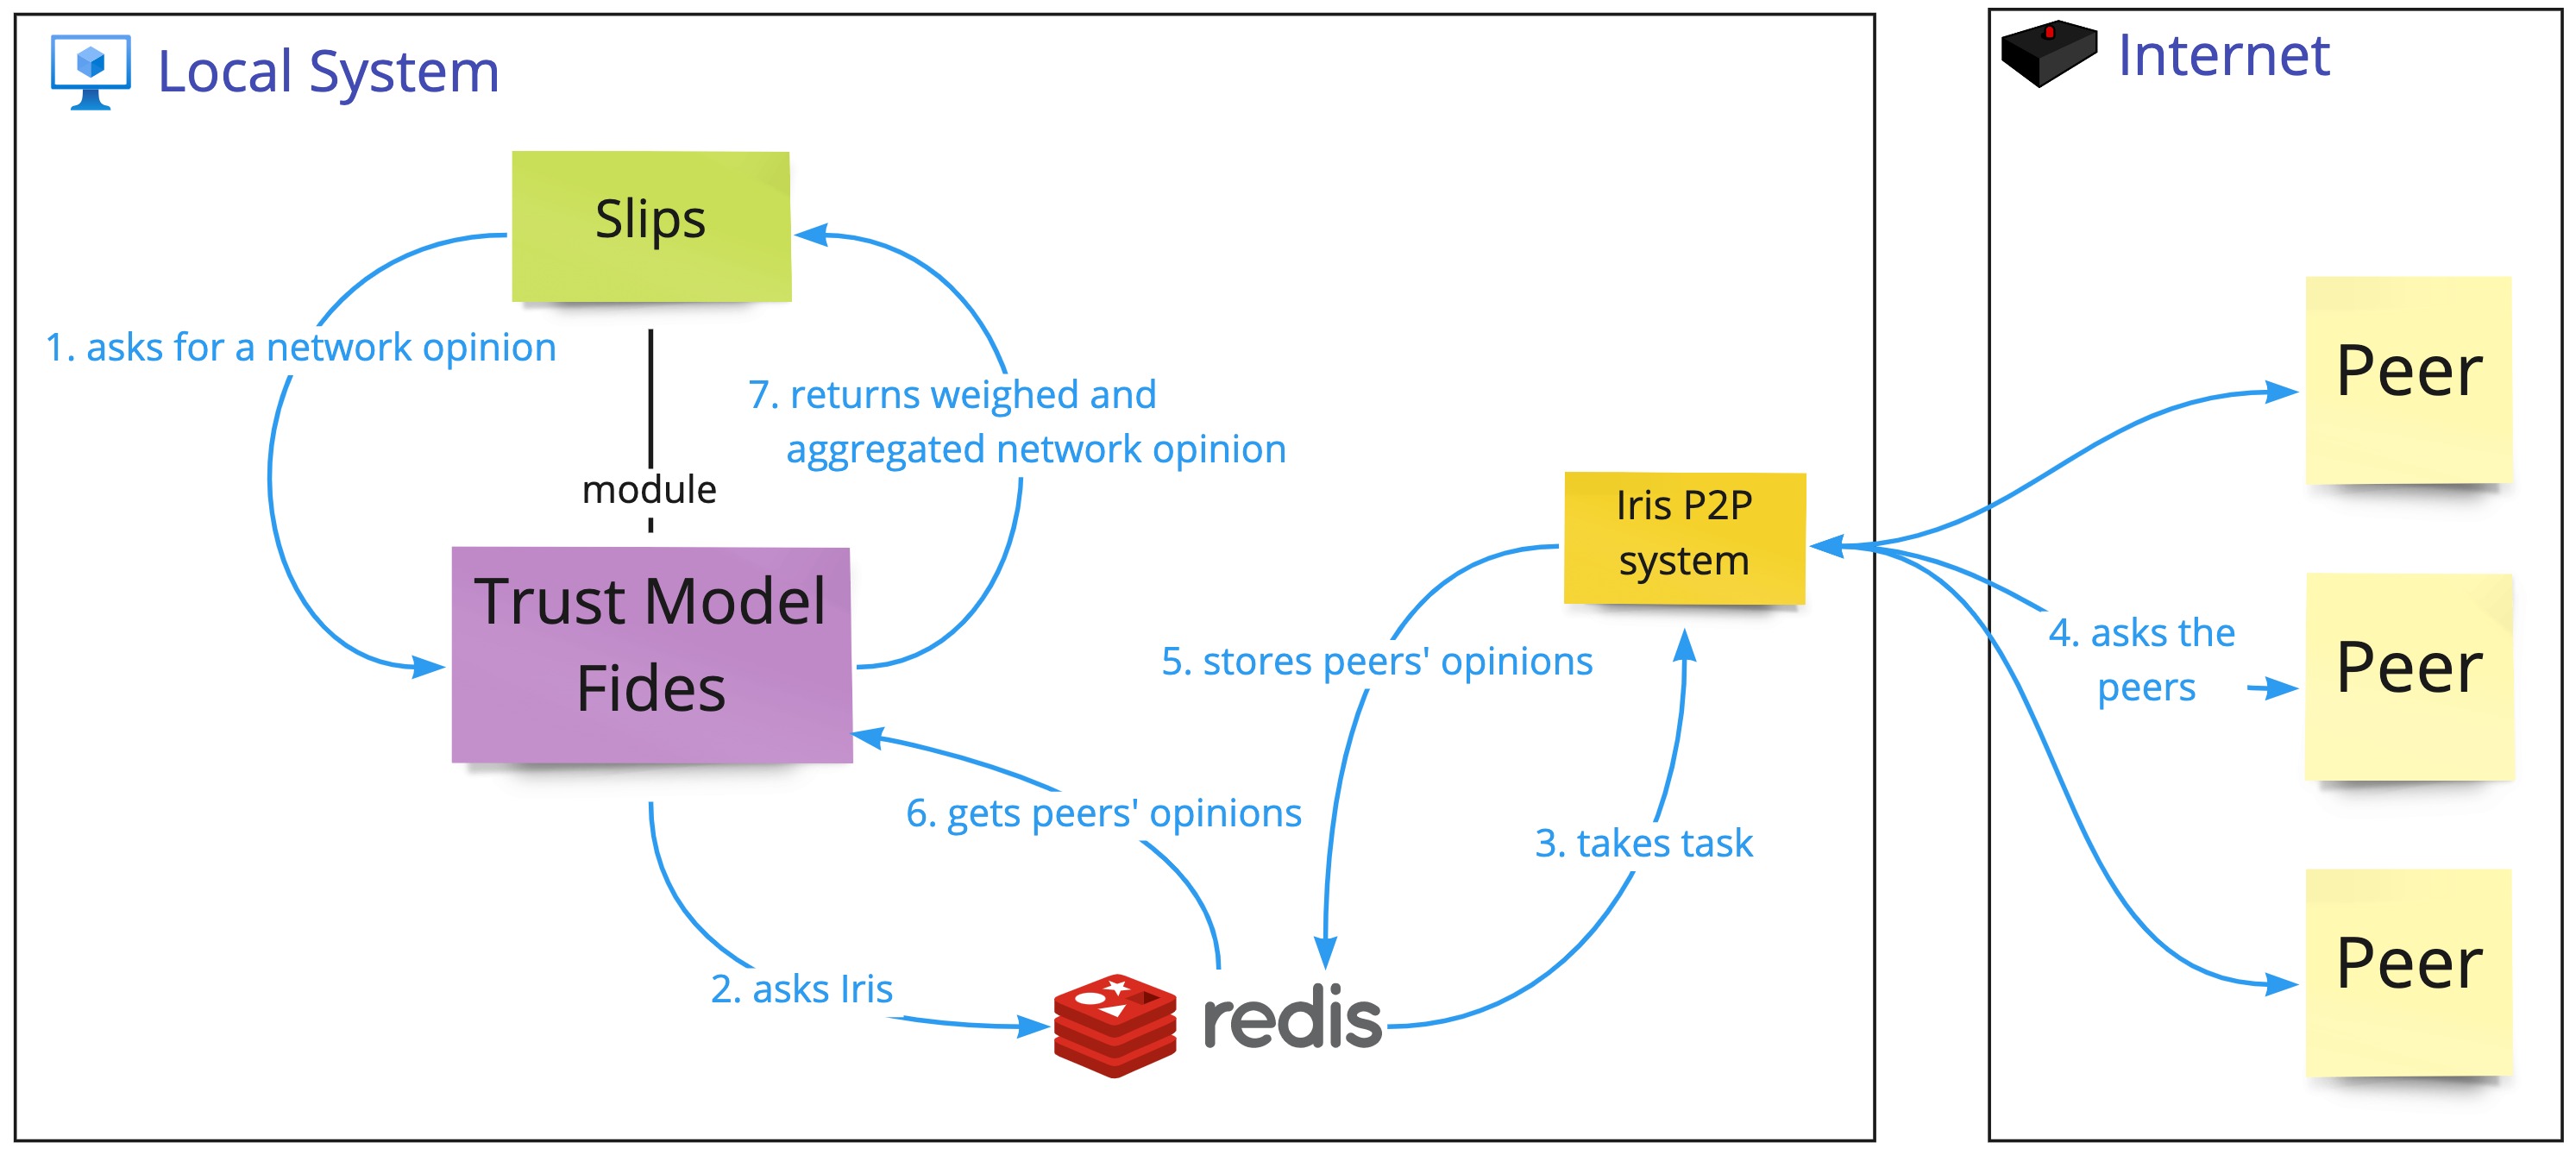 Local System
Internet
Slips
1. asks for a network opinion
7. returns weighed and
aggregated network opinion
module
Trust Model
Fides
Iris P2P
system
5. stores peers' opinions
6. gets peers' opinions
3. takes task
2. asks Iris
redis
4. asks the
peers
Peer
Peer
Peer